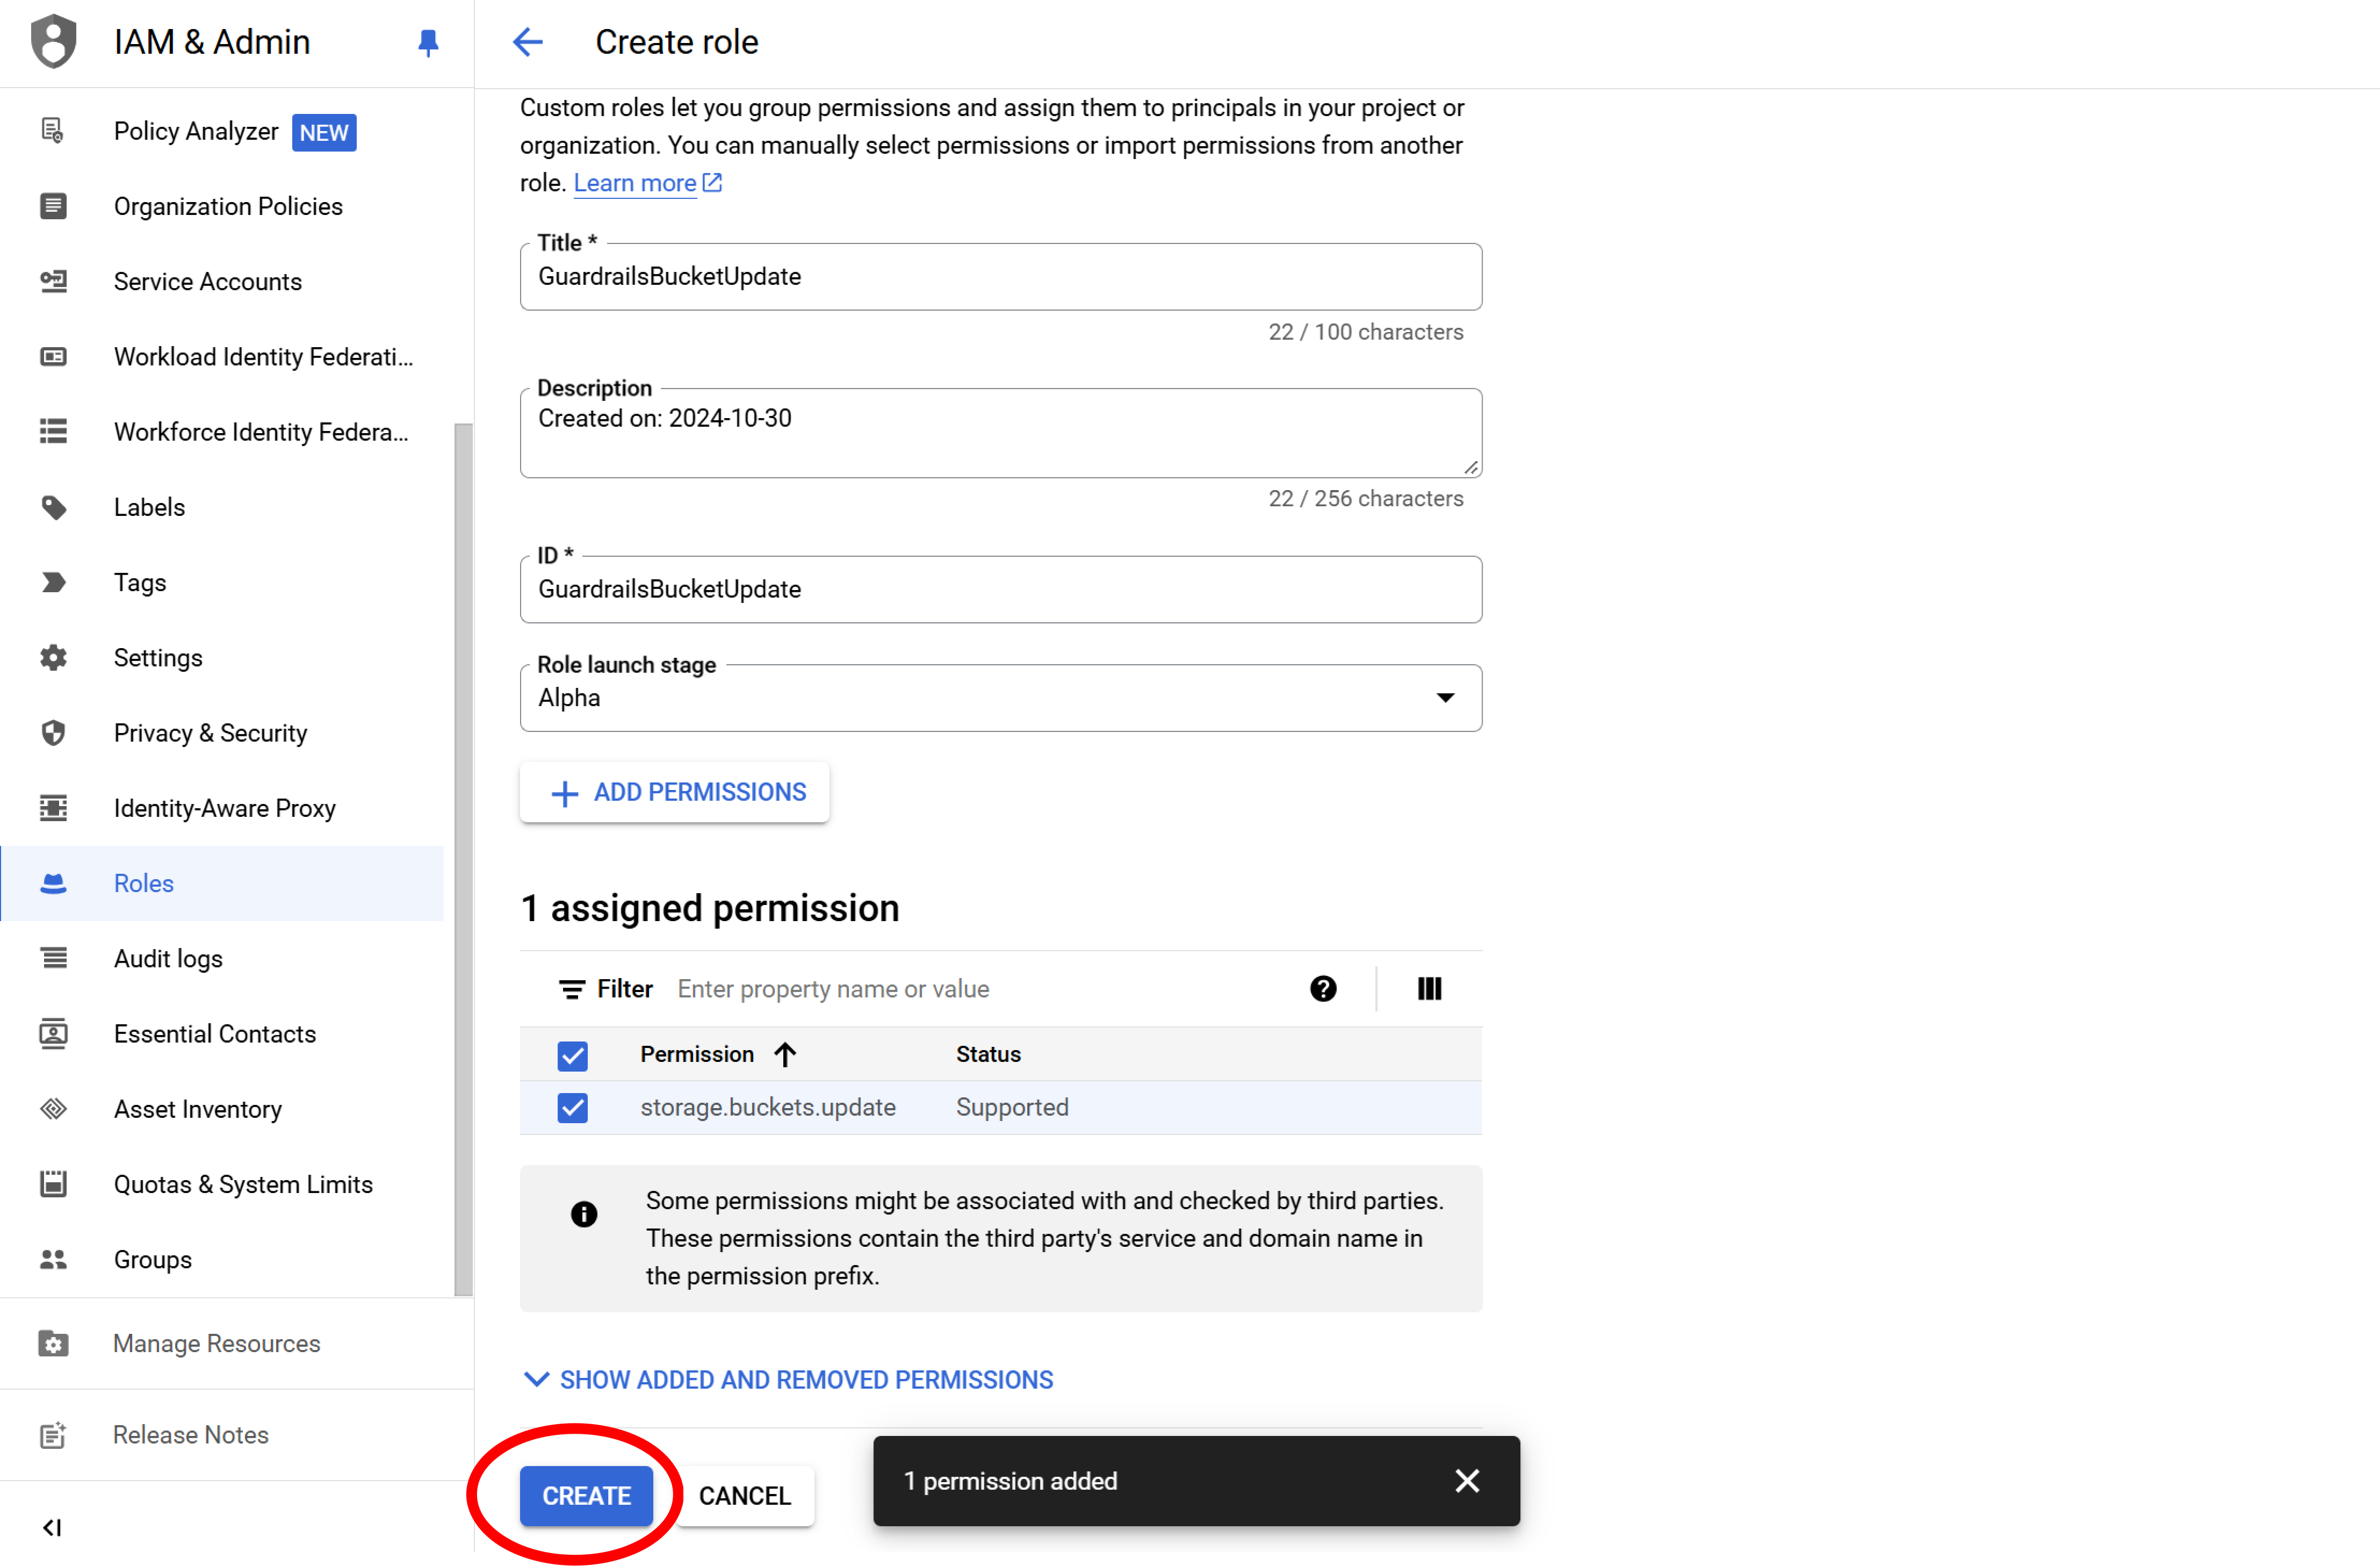 IAM & Admin
Policy Analyzer NEW
Organization Policies
Service Accounts
Workload Identity Federati...
Workforce Identity Federa...
Labels
Tags
Settings
Privacy & Security
Identity-Aware Proxy
Roles
Audit logs
Essential Contacts
Asset Inventory
Quotas & System Limits
Groups
Manage Resources
Release Notes
Create role
Custom roles let you group permissions and assign them to principals in your project or
organization. You can manually select permissions or import permissions from another
role. Learn more
Title *
GuardrailsBucketUpdate
22 / 100 characters
Description
Created on: 2024-10-30
22 / 256 characters
ID *
GuardrailsBucketUpdate
Role launch stage
Alpha
ADD PERMISSIONS
1 assigned permission
Filter Enter property name or value
Permission Status
storage.buckets.update Supported
Some permissions might be associated with and checked by third parties.
These permissions contain the third party's service and domain name in
the permission prefix.
SHOW ADDED AND REMOVED PERMISSIONS
CREATE CANCEL
1 permission added